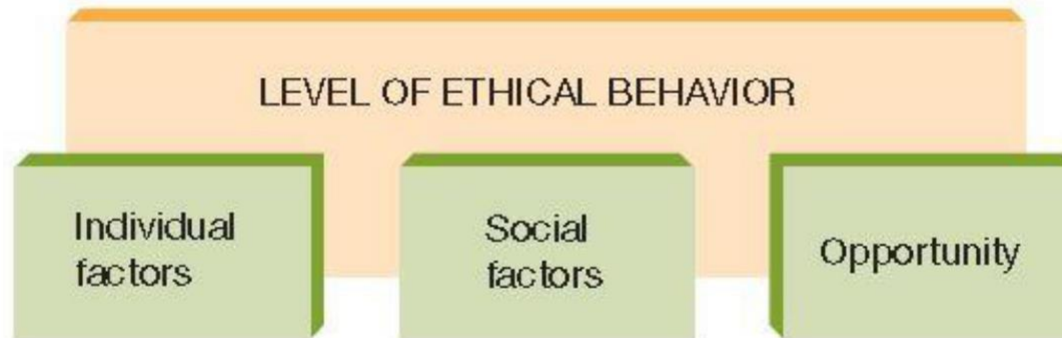 LEVEL OF ETHICAL BEHAVIOR
Individual
factors
Social
factors
Opportunity